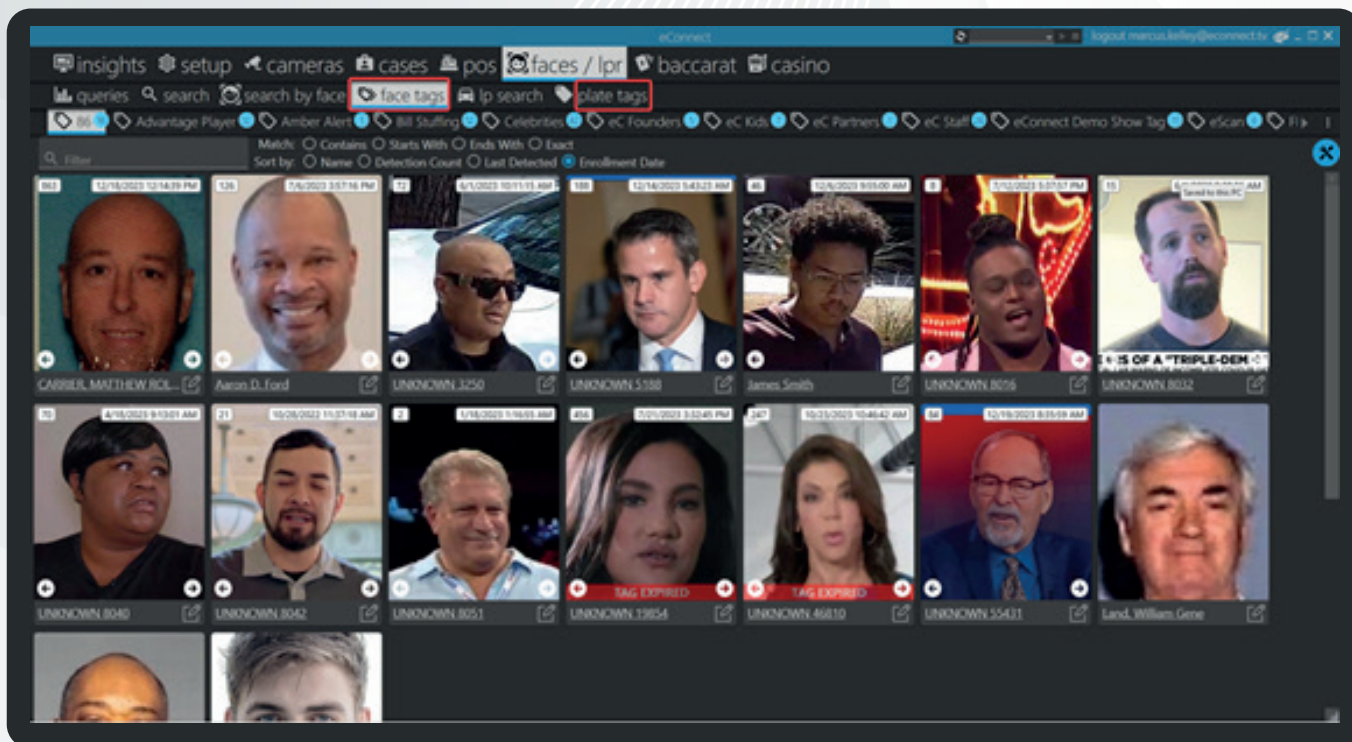 eConnect
logout marcus.kelley@econnect.tv
insights setup cameras cases pos faces / lpr baccarat casino
queries search search by face face tags lp search plate tags
86 Advantage Player Amber Alert Bill Stuffing Celebrities eC Founders eC Kids eC Partners eC Staff eConnect Demo Show Tag eScan
Filter
Match: Contains Starts With Ends With Exact
Sort by: Name Detection Count Last Detected Enrollment Date
863 12/18/2023 12:14:39 PM 126 7/6/2023 3:57:16 PM 72 6/1/2023 10:11:15 AM 188 12/14/2023 5:43:23 AM 46 12/6/2023 9:55:00 AM 8 7/12/2023 5:37:57 PM 15 AM
Saved to this PC
OF A "TRIPLE-DEM
CARRIER, MATTHEW ROL... Aaron D. Ford UNKNOWN 3250 UNKNOWN 5188 James Smith UNKNOWN 8016 UNKNOWN 8032
70 4/18/2023 9:13:01 AM 21 10/28/2022 11:37:18 AM 2 1/18/2023 1:16:55 AM 456 7/21/2023 3:32:45 PM 247 10/23/2023 10:46:42 AM 54 12/19/2023 8:35:59 AM
TAG EXPIRED TAG EXPIRED
UNKNOWN 8040 UNKNOWN 8042 UNKNOWN 8051 UNKNOWN 19854 UNKNOWN 46810 UNKNOWN 55431 Land, William Gene